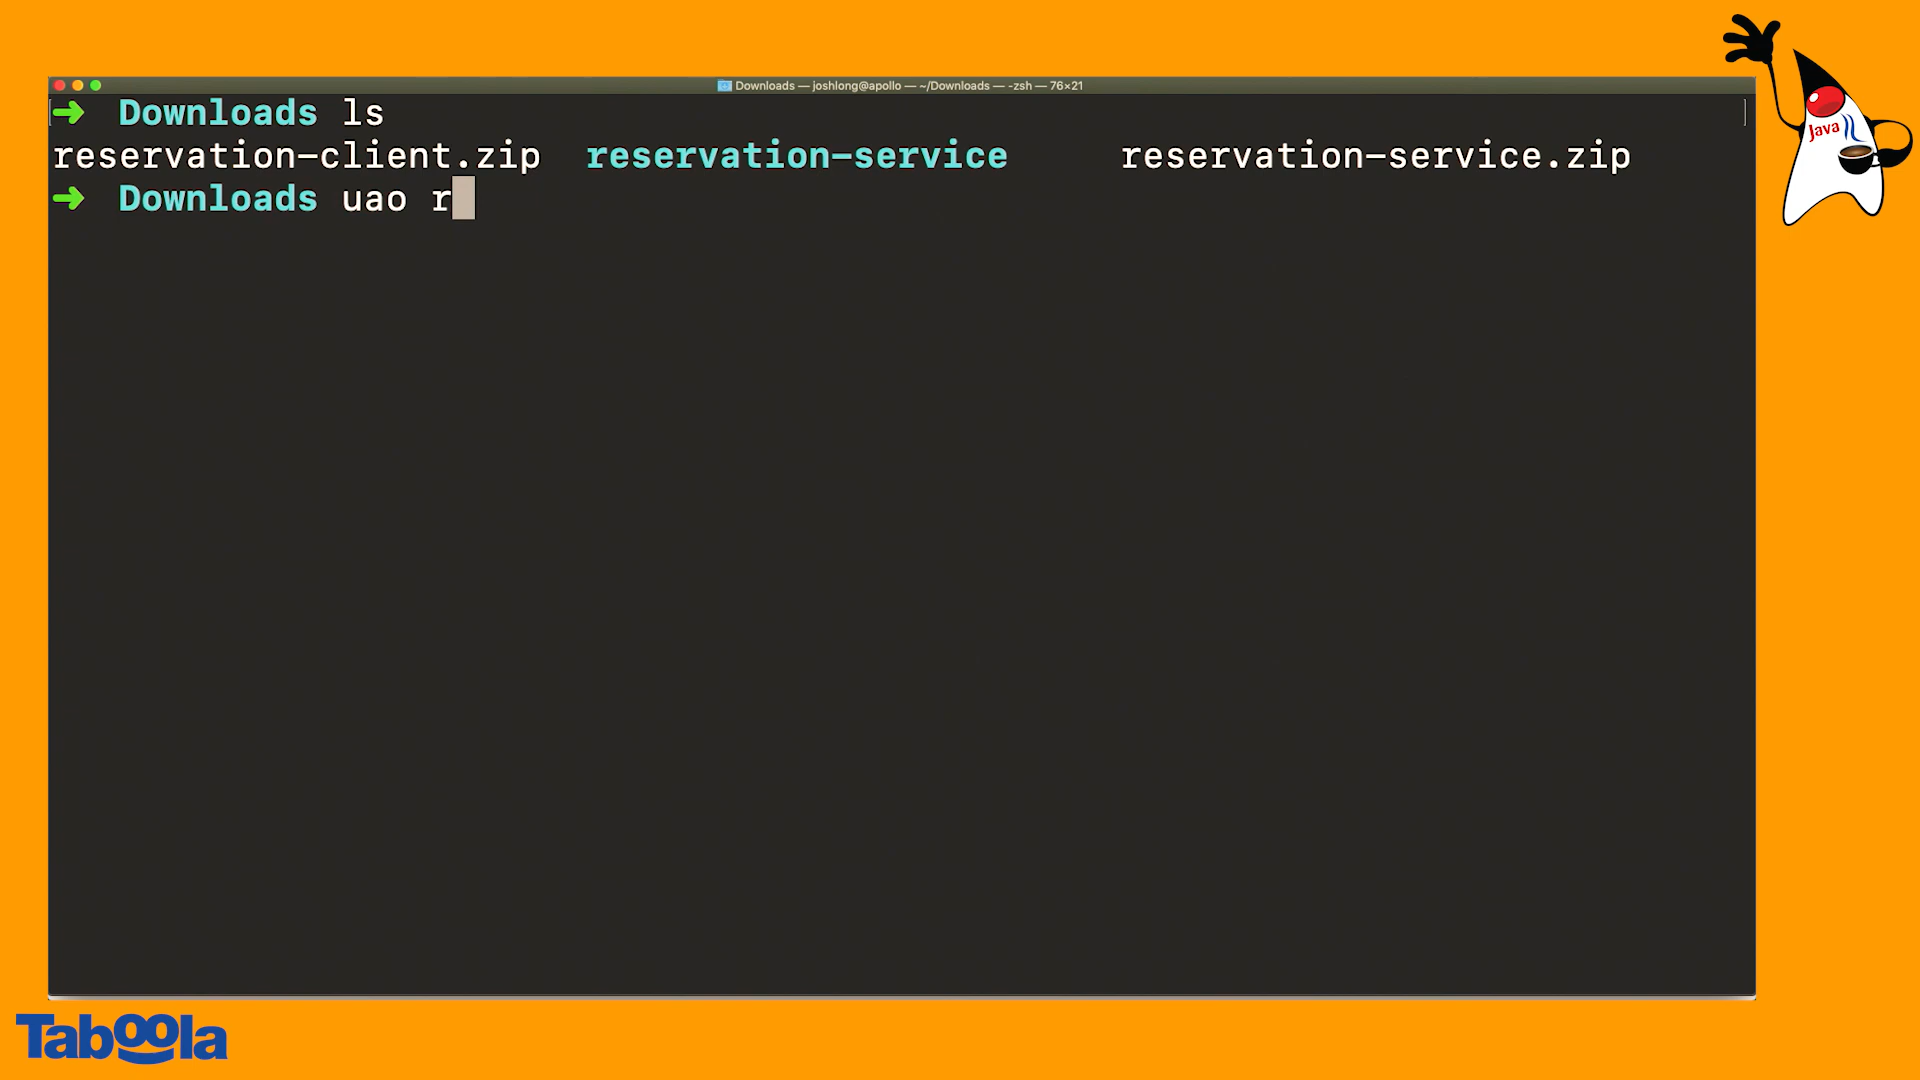 Downloads — joshlong@apollo — ~/Downloads — -zsh — 76×21
➜ Downloads ls
reservation-client.zip reservation-service reservation-service.zip
➜ Downloads uao r
Java
Taboola